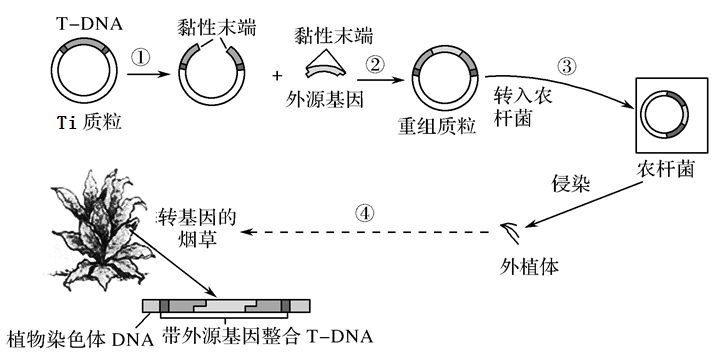 T-DNA
黏性末端
①
Ti 质粒
+
黏性末端
外源基因
②
重组质粒
③
转入农
杆菌
农杆菌
侵染
外植体
④
转基因的
烟草
植物染色体 DNA
带外源基因整合 T-DNA